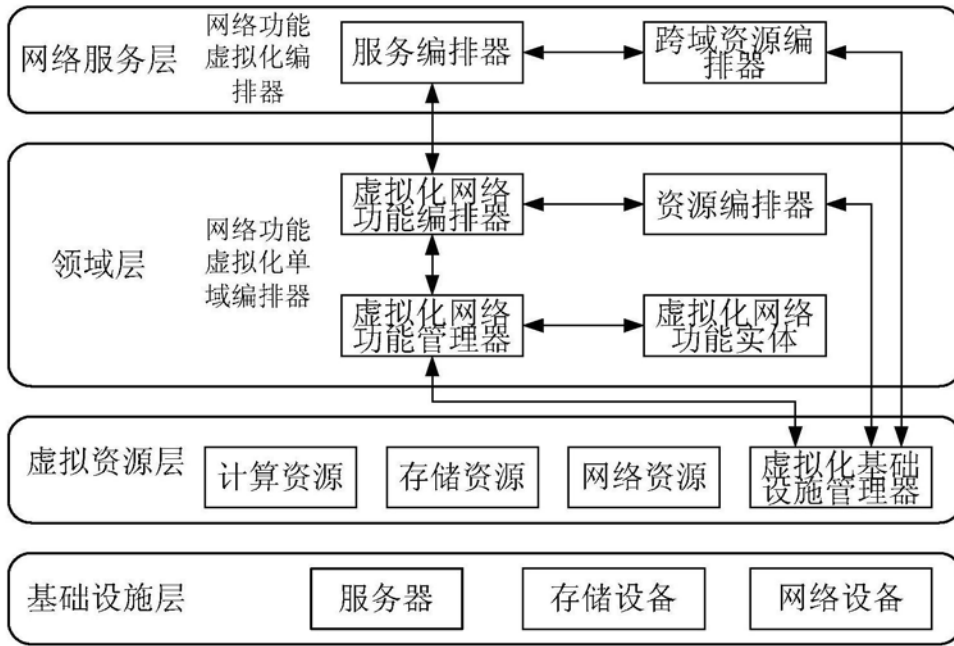 网络服务层
网络功能
虚拟化编
排器
服务编排器
跨域资源编
排器
领域层
网络功能
虚拟化单
域编排器
虚拟化网络
功能编排器
资源编排器
虚拟化网络
功能管理器
虚拟化网络
功能实体
虚拟资源层
计算资源
存储资源
网络资源
虚拟化基础
设施管理器
基础设施层
服务器
存储设备
网络设备